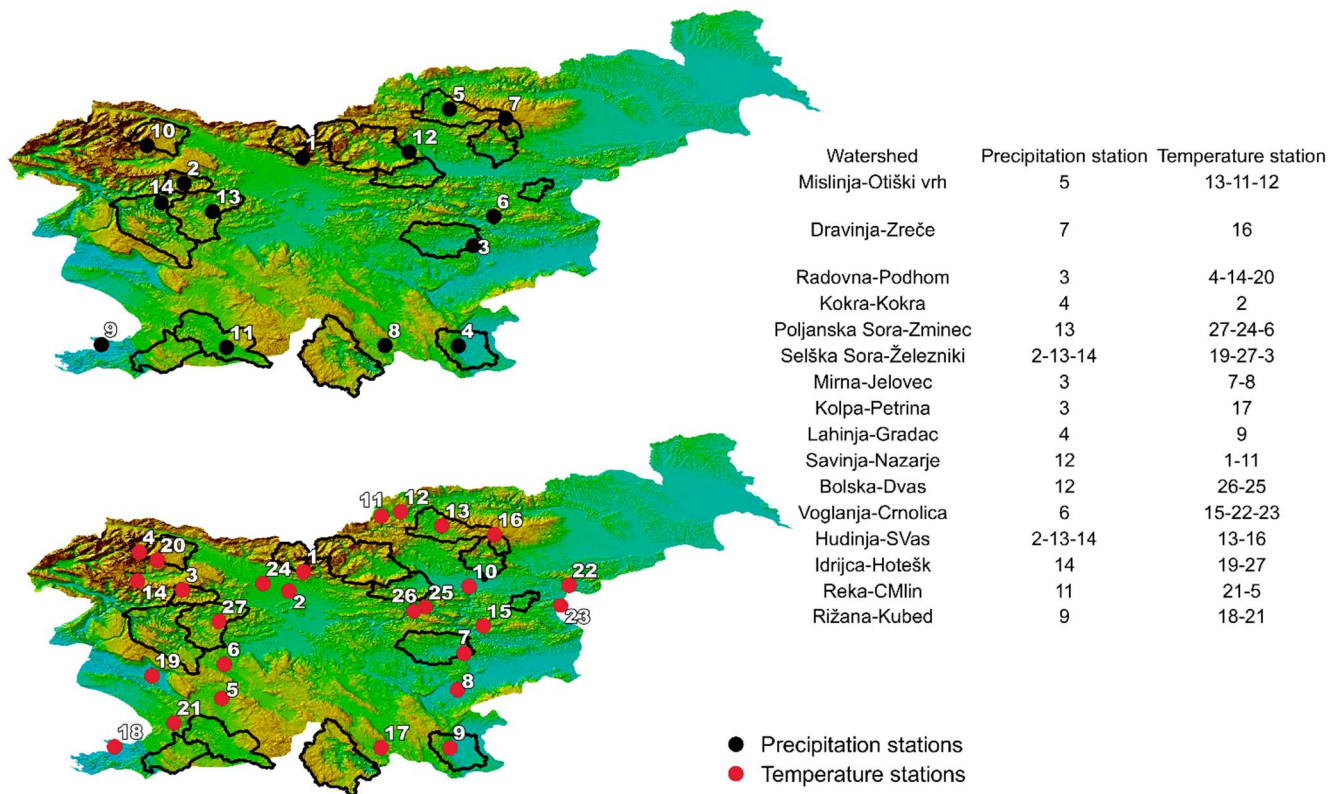 5
7
10
1
12
2
14
13
6
3
9
11
8
4
Watershed Precipitation station Temperature station
Mislinja-Otiški vrh 5 13-11-12
Dravinja-Zreče 7 16
Radovna-Podhom 3 4-14-20
Kokra-Kokra 4 2
Poljanska Sora-Zminec 13 27-24-6
Selška Sora-Železniki 2-13-14 19-27-3
Mirna-Jelovec 3 7-8
Kolpa-Petrina 3 17
Lahinja-Gradac 4 9
Savinja-Nazarje 12 1-11
Bolska-Dvas 12 26-25
Voglanja-Crnolica 6 15-22-23
Hudinja-SVas 2-13-14 13-16
Idrijca-Hotešk 14 19-27
Reka-CMlin 11 21-5
Rižana-Kubed 9 18-21
11
12
13
16
4
20
1
24
3
14
2
10
22
26
25
27
15
23
7
6
19
8
5
21
18
17
9
Precipitation stations
Temperature stations